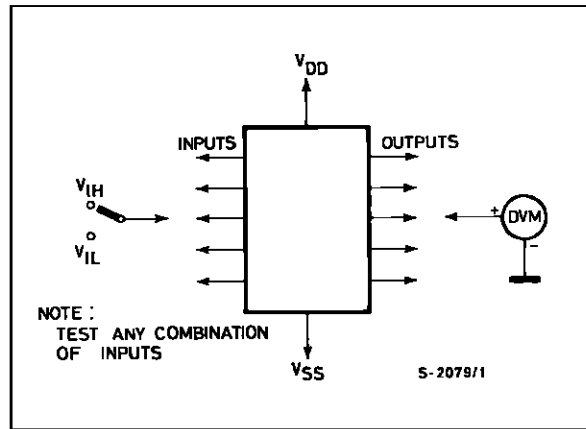 VDD
INPUTS OUTPUTS
VIH
+ DVM
-
VIL
NOTE :
TEST ANY COMBINATION
OF INPUTS
VSS
S-2079/1